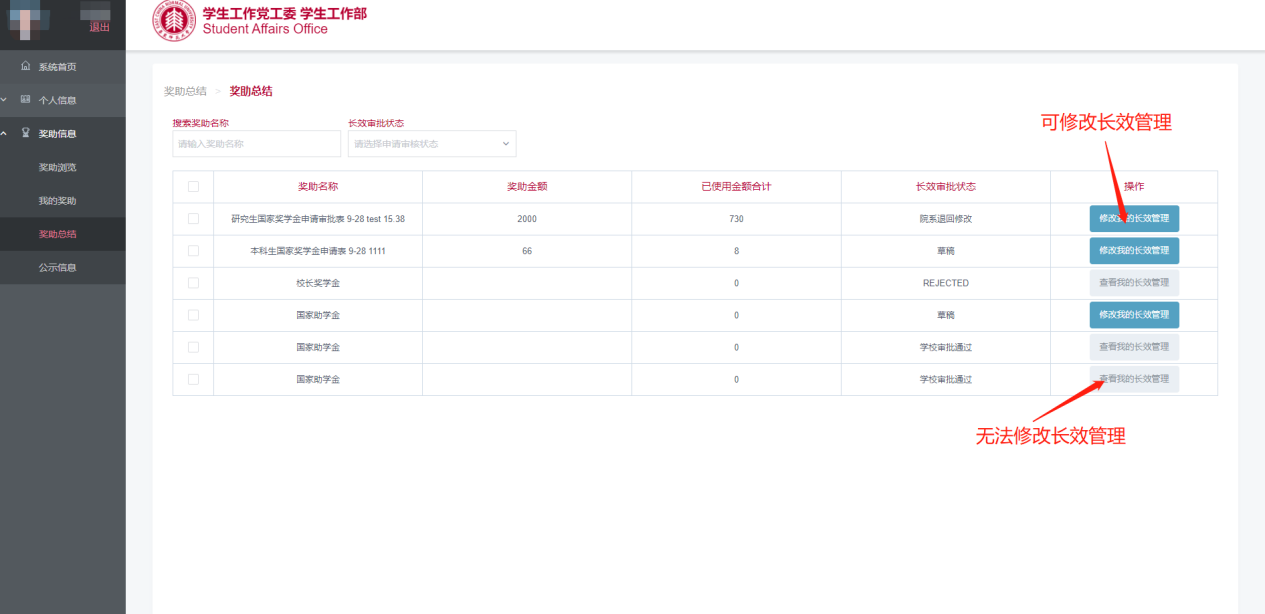 学生工作党工委 学生工作部
Student Affairs Office
退出
系统首页
个人信息
奖助信息
奖助浏览
我的奖助
奖助总结
公示信息
奖助总结 > 奖助总结
搜索奖助名称 长效审批状态
请输入奖助名称 请选择申请审核状态
可修改长效管理
奖助名称 奖助金额 已使用金额合计 长效审批状态 操作
研究生国家奖学金申请审批表 9-28 test 15.38 2000 730 院系退回修改 修改我的长效管理
本科生国家奖学金申请表 9-28 1111 66 8 草稿 修改我的长效管理
校长奖学金 0 REJECTED 查看我的长效管理
国家助学金 0 草稿 修改我的长效管理
国家助学金 0 学校审批通过 查看我的长效管理
国家助学金 0 学校审批通过 查看我的长效管理
无法修改长效管理